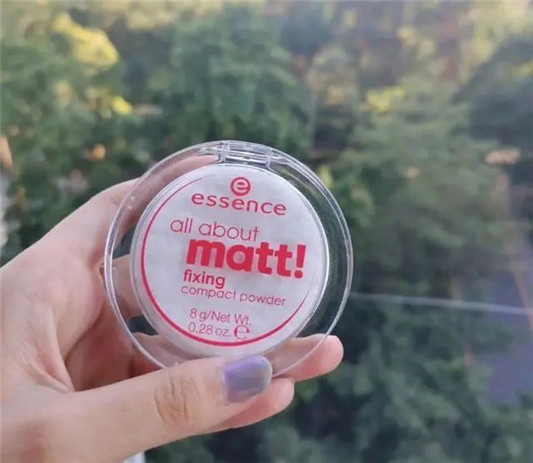 e
essence
all about
matt!
fixing
compact powder
8 g/Net Wt.
0.28 oz. ℮